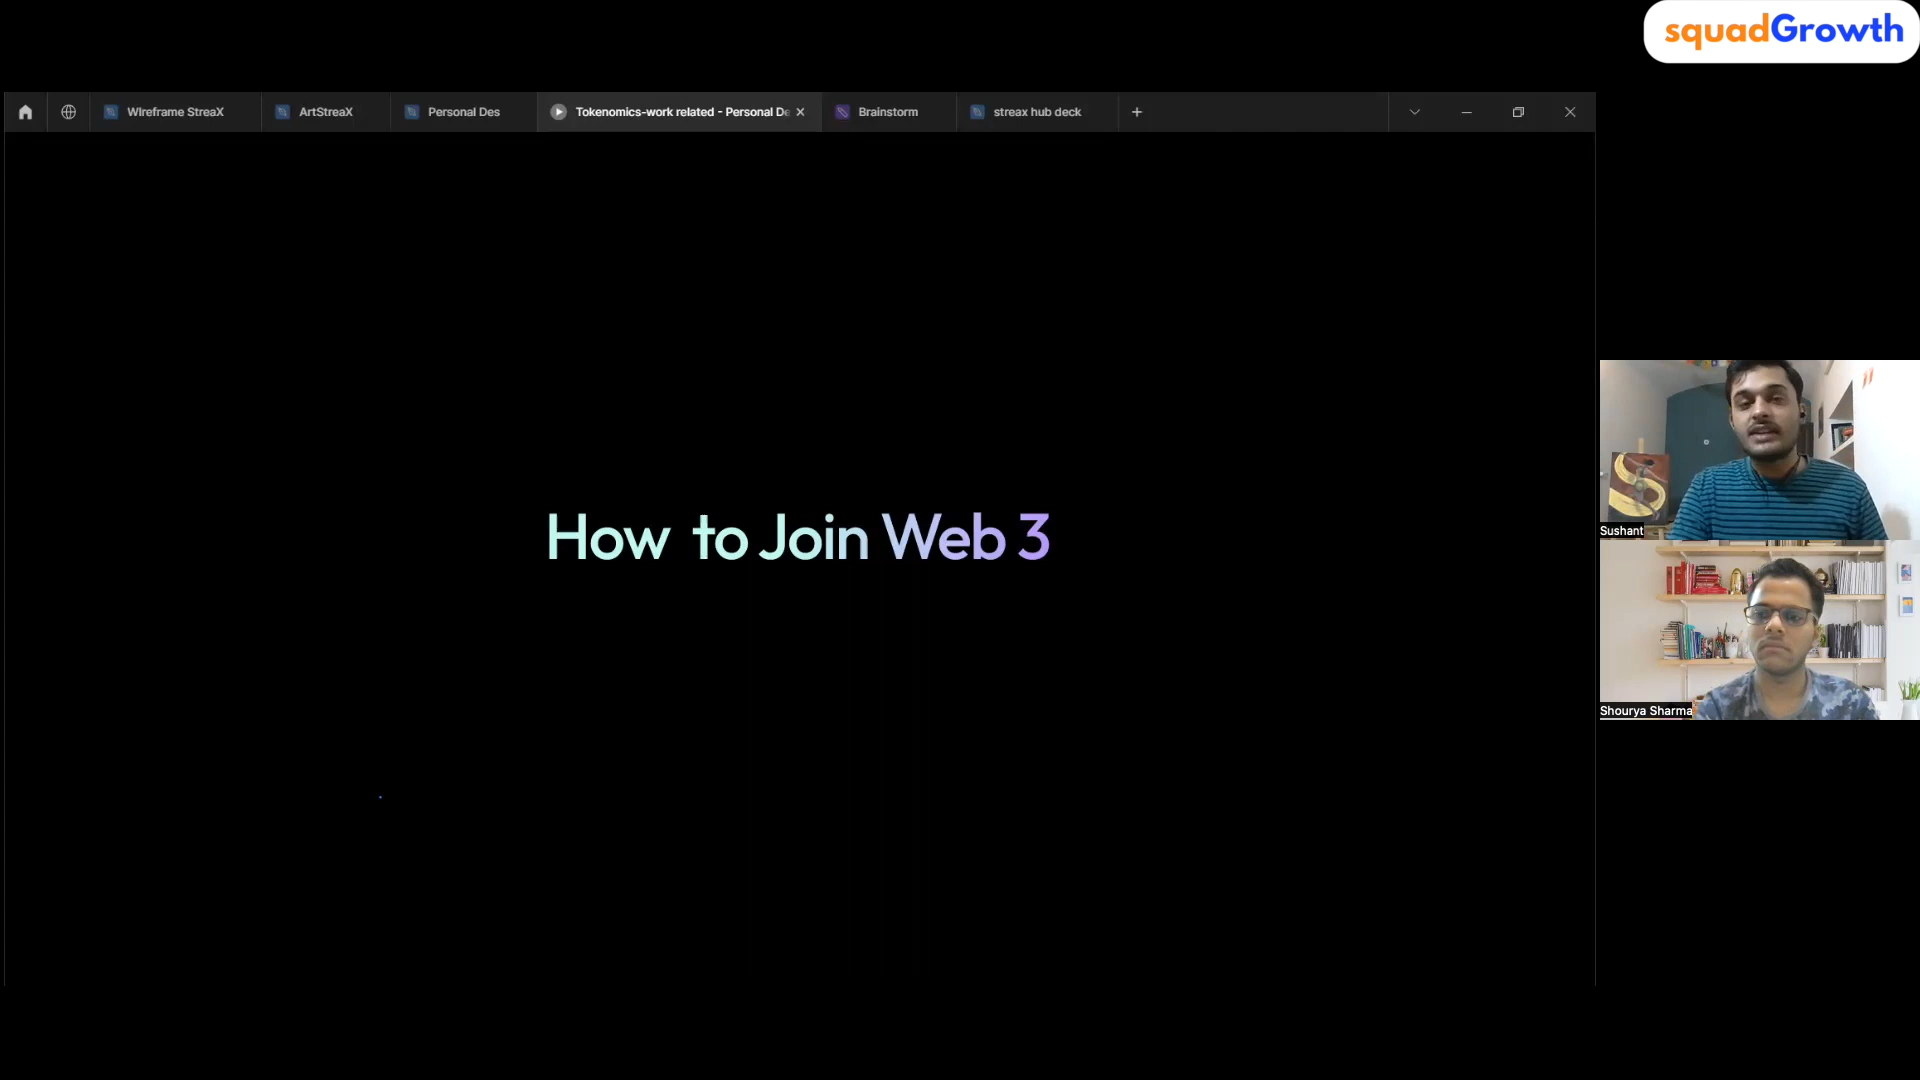 squadGrowth
WIreframe StreaX
ArtStreaX
Personal Des
Tokenomics-work related - Personal De
Brainstorm
streax hub deck
How to Join Web 3
Sushant
Shourya Sharma